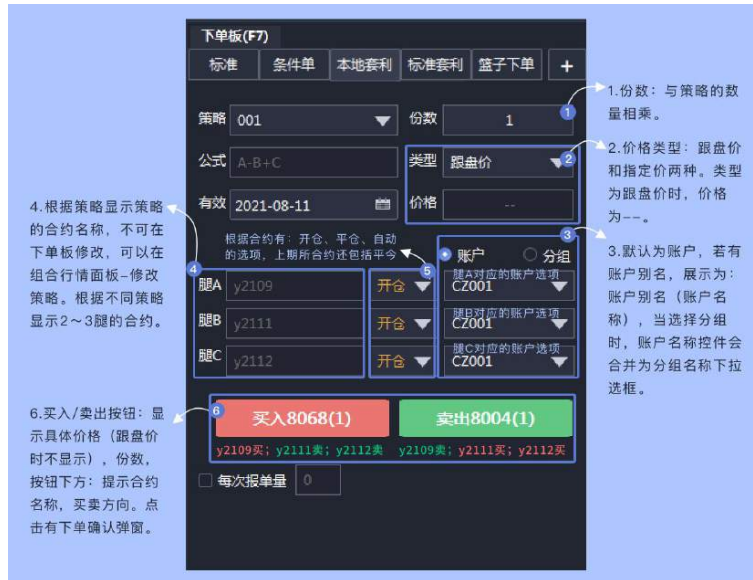 下单板(F7)
标准 条件单 本地套利 标准套利 篮子下单 +
策略 001 份数 1
公式 A-B+C 类型 跟盘价
有效 2021-08-11 价格 --
根据合约有：开仓、平仓、自动
的选项，上期所合约还包括平今
账户 分组
腿A对应的账户选项
腿A y2109 开仓 CZ001
腿B对应的账户选项
腿B y2111 开仓 CZ001
腿C对应的账户选项
腿C y2112 开仓 CZ001
买入8068(1) 卖出8004(1)
y2109买；y2111卖；y2112卖 y2109卖；y2111买；y2112买
每次报单量 0
1
2
3
4
5
6
1.份数：与策略的数
量相乘。
2.价格类型：跟盘价
和指定价两种。类型
为跟盘价时，价格
为--。
3.默认为账户，若有
账户别名，展示为：
账户别名（账户名
称），当选择分组
时，账户名称控件会
合并为分组名称下拉
选框。
4.根据策略显示策略
的合约名称，不可在
下单板修改，可以在
组合行情面板-修改
策略。根据不同策略
显示2～3腿的合约。
6.买入/卖出按钮：显
示具体价格（跟盘价
时不显示），份数，
按钮下方：提示合约
名称，买卖方向。点
击有下单确认弹窗。